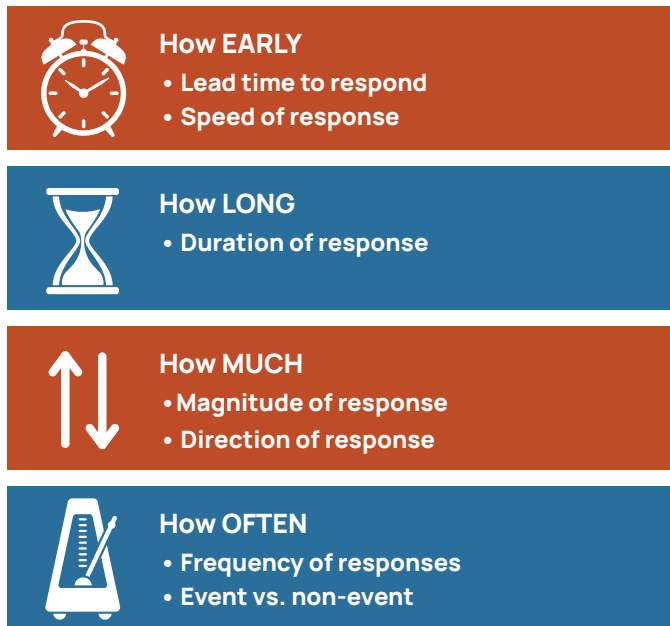 How EARLY
• Lead time to respond
• Speed of response
How LONG
• Duration of response
How MUCH
•Magnitude of response
• Direction of response
How OFTEN
• Frequency of responses
• Event vs. non-event